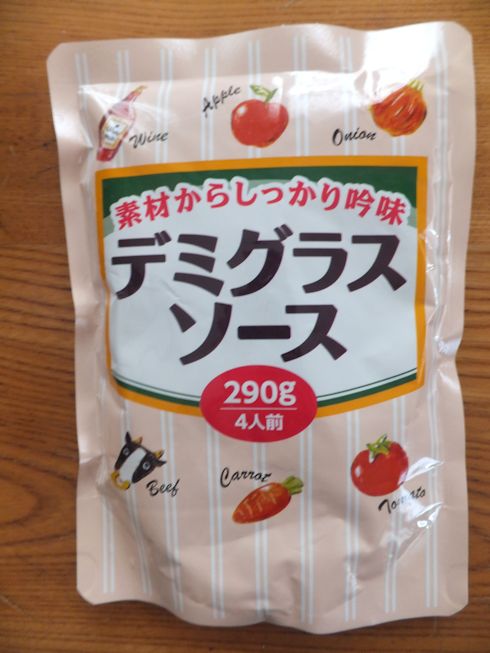 Apple
Wine
Onion
素材からしっかり吟味
デミグラス
ソース
290g
4人前
Beef
Carrot
Tomato